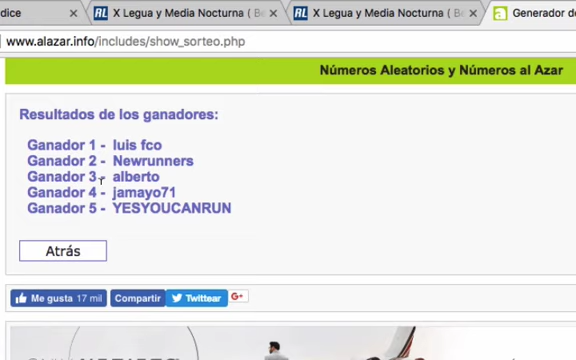 dice
X Legua y Media Nocturna ( Be
X Legua y Media Nocturna ( Be
Generador de
www.alazar.info/includes/show_sorteo.php
Números Aleatorios y Números al Azar
Resultados de los ganadores:
Ganador 1 - luis fco
Ganador 2 - Newrunners
Ganador 3 - alberto
Ganador 4 - jamayo71
Ganador 5 - YESYOUCANRUN
Atrás
Me gusta 17 mil
Compartir
Twittear
G+